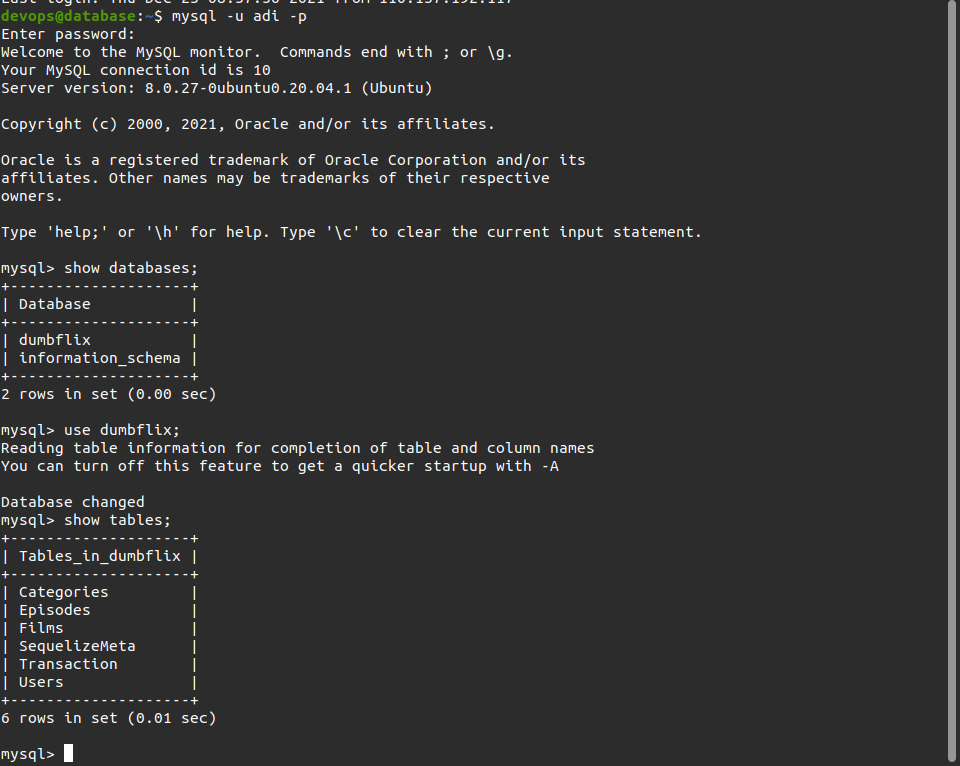 devops@database:~$ mysql -u adi -p
Enter password:
Welcome to the MySQL monitor.  Commands end with ; or \g.
Your MySQL connection id is 10
Server version: 8.0.27-0ubuntu0.20.04.1 (Ubuntu)

Copyright (c) 2000, 2021, Oracle and/or its affiliates.

Oracle is a registered trademark of Oracle Corporation and/or its
affiliates. Other names may be trademarks of their respective
owners.

Type 'help;' or '\h' for help. Type '\c' to clear the current input statement.

mysql> show databases;
+--------------------+
| Database           |
+--------------------+
| dumbflix           |
| information_schema |
+--------------------+
2 rows in set (0.00 sec)

mysql> use dumbflix;
Reading table information for completion of table and column names
You can turn off this feature to get a quicker startup with -A

Database changed
mysql> show tables;
+--------------------+
| Tables_in_dumbflix |
+--------------------+
| Categories         |
| Episodes           |
| Films              |
| SequelizeMeta      |
| Transaction        |
| Users              |
+--------------------+
6 rows in set (0.01 sec)

mysql>